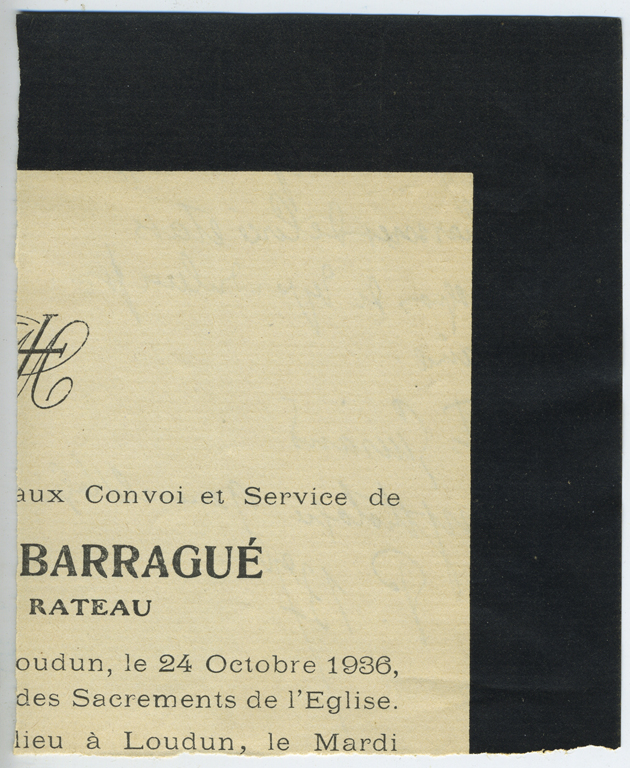 aux Convoi et Service de
BARRAGUÉ
RATEAU
oudun, le 24 Octobre 1936,
des Sacrements de l'Eglise.
lieu à Loudun, le Mardi